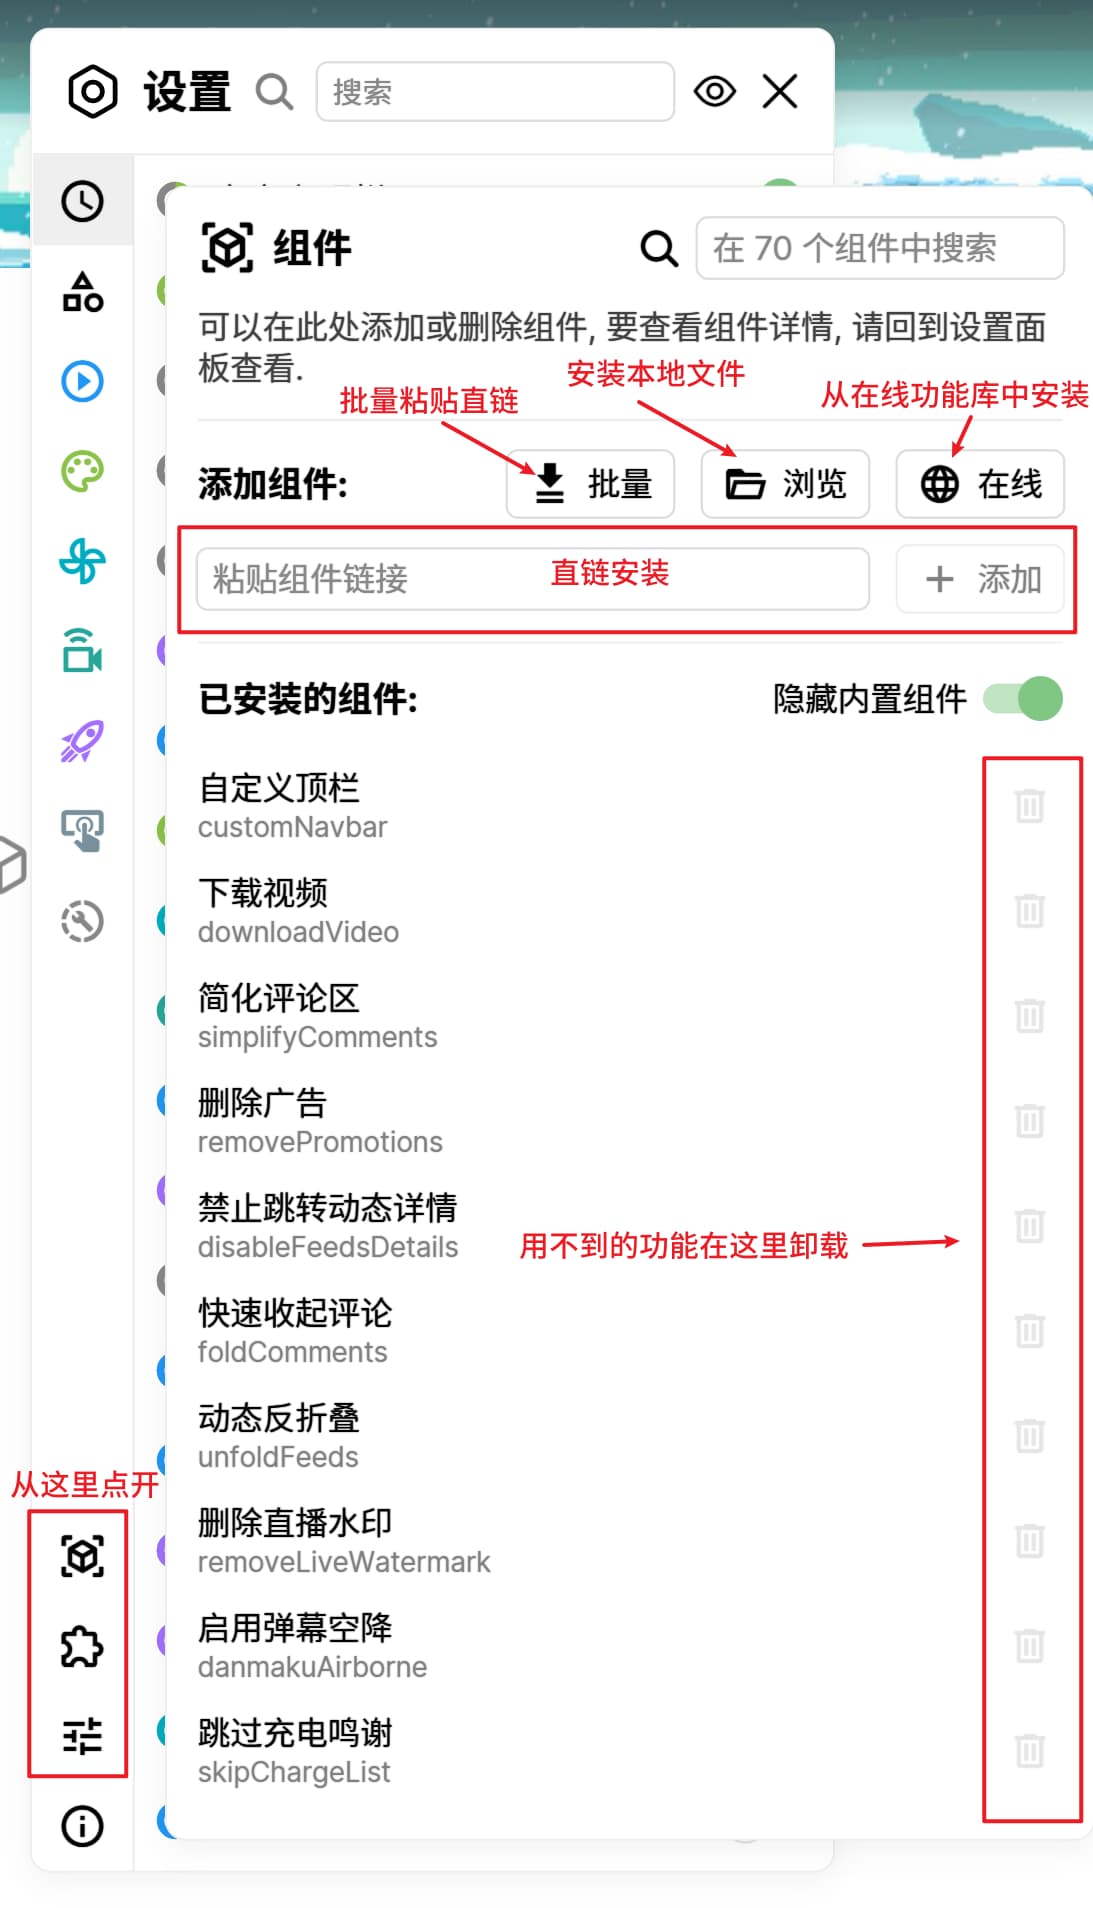 设置
搜索
组件
在 70 个组件中搜索
可以在此处添加或删除组件, 要查看组件详情, 请回到设置面
板查看.
安装本地文件
批量粘贴直链
从在线功能库中安装
添加组件:
批量
浏览
在线
粘贴组件链接
直链安装
添加
已安装的组件:
隐藏内置组件
自定义顶栏
customNavbar
下载视频
downloadVideo
简化评论区
simplifyComments
删除广告
removePromotions
禁止跳转动态详情
disableFeedsDetails
用不到的功能在这里卸载
快速收起评论
foldComments
动态反折叠
unfoldFeeds
从这里点开
删除直播水印
removeLiveWatermark
启用弹幕空降
danmakuAirborne
跳过充电鸣谢
skipChargeList